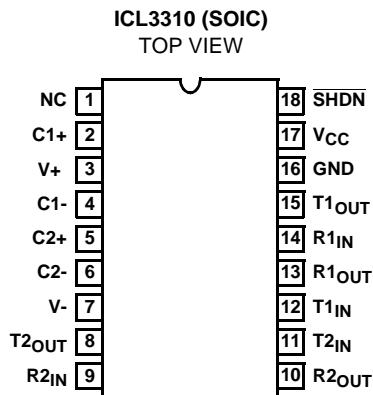 ICL3310 (SOIC)
TOP VIEW
NC 1 18 SHDN
C1+ 2 17 VCC
V+ 3 16 GND
C1- 4 15 T1OUT
C2+ 5 14 R1IN
C2- 6 13 R1OUT
V- 7 12 T1IN
T2OUT 8 11 T2IN
R2IN 9 10 R2OUT